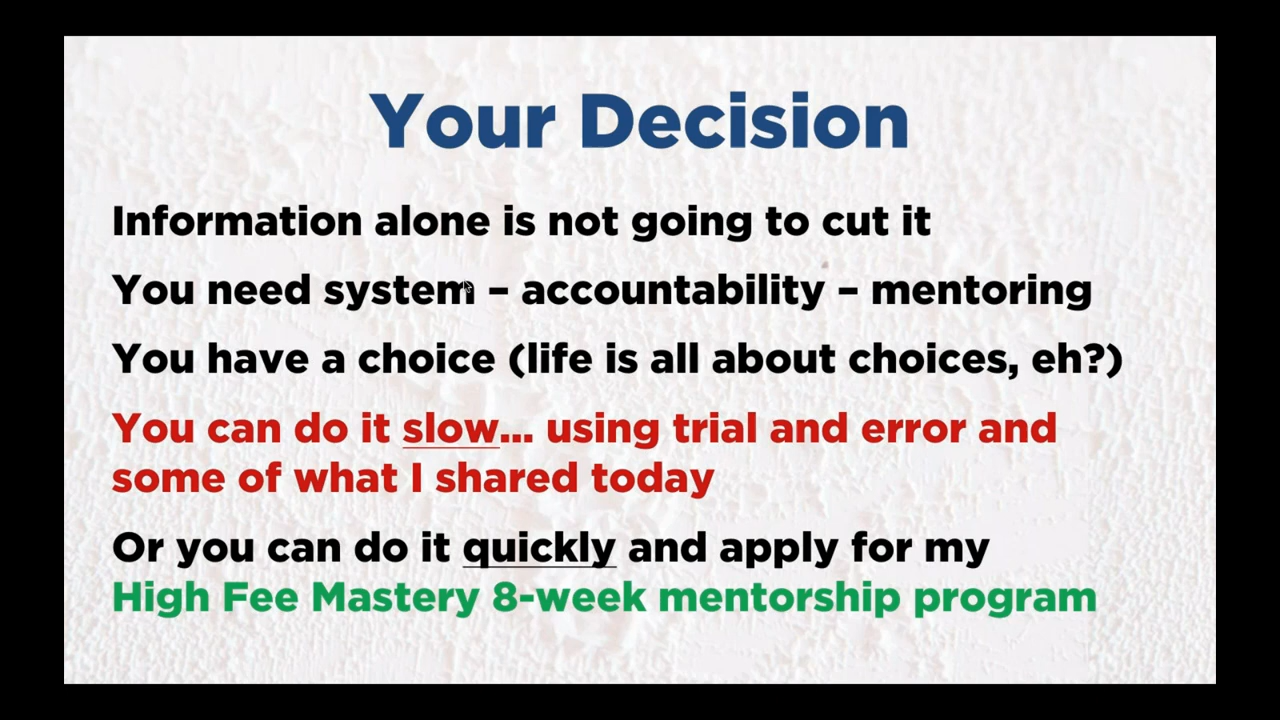 Your Decision
Information alone is not going to cut it
You need system – accountability – mentoring
You have a choice (life is all about choices, eh?)
You can do it slow... using trial and error and
some of what I shared today
Or you can do it quickly and apply for my
High Fee Mastery 8-week mentorship program